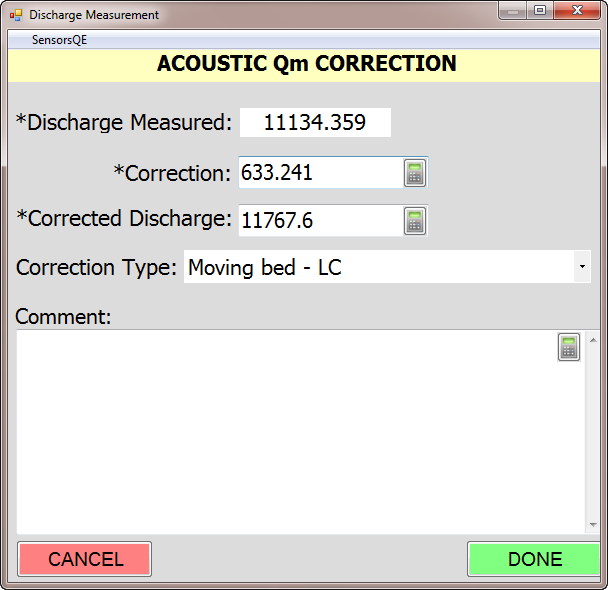 Discharge Measurement
SensorsQE
ACOUSTIC Qm CORRECTION
*Discharge Measured: 11134.359
*Correction: 633.241
*Corrected Discharge: 11767.6
Correction Type: Moving bed - LC
Comment:
CANCEL DONE